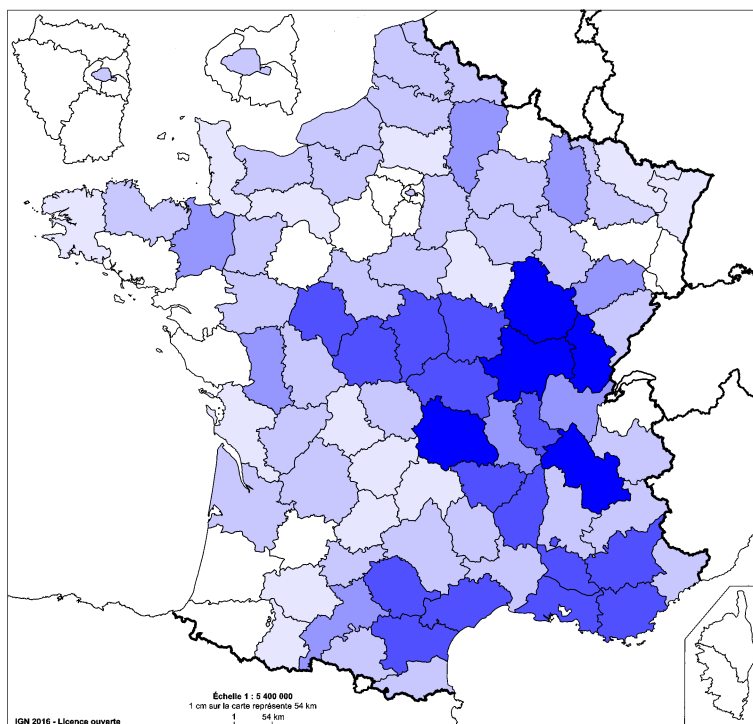 Échelle 1 : 5 400 000
1 cm sur la carte représente 54 km
1 54 km
IGN 2016 - Licence ouverte